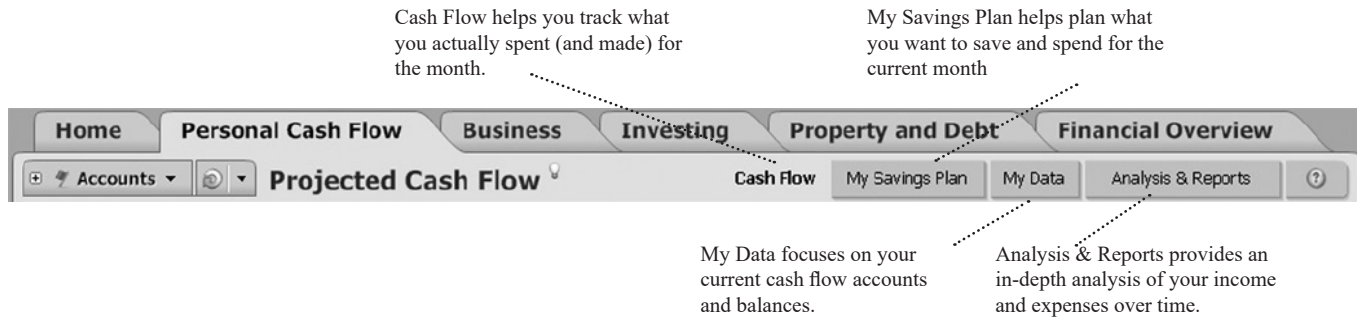 Cash Flow helps you track what
you actually spent (and made) for
the month.
My Savings Plan helps plan what
you want to save and spend for the
current month
Home Personal Cash Flow Business Investing Property and Debt Financial Overview
Accounts Projected Cash Flow Cash Flow My Savings Plan My Data Analysis & Reports ?
My Data focuses on your
current cash flow accounts
and balances.
Analysis & Reports provides an
in-depth analysis of your income
and expenses over time.